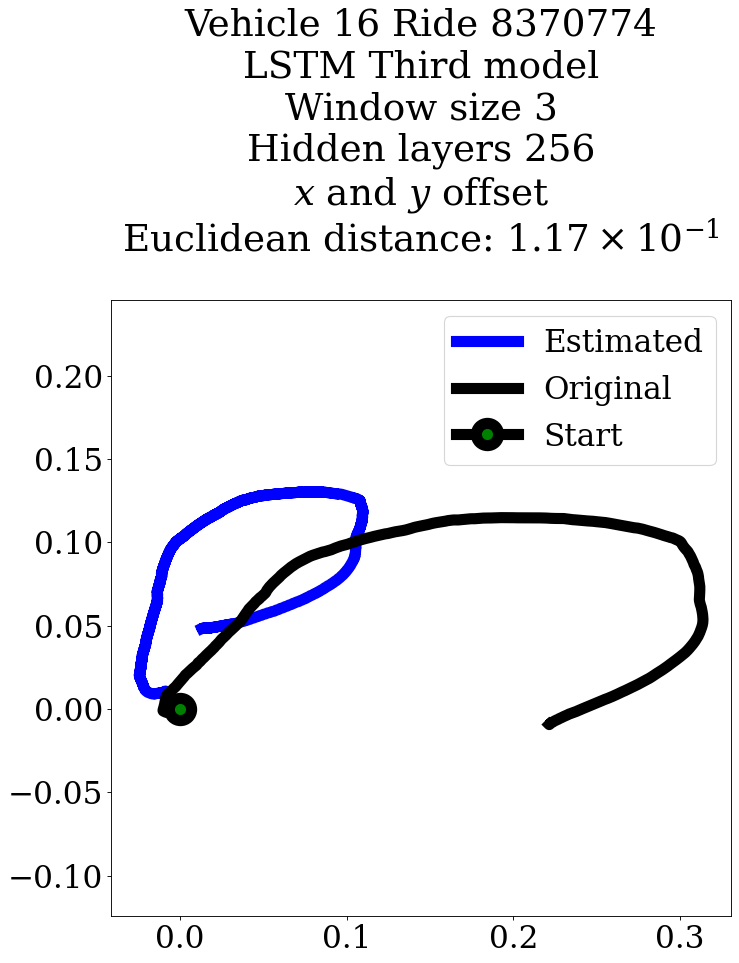 Vehicle 16 Ride 8370774
LSTM Third model
Window size 3
Hidden layers 256
x and y offset
Euclidean distance: 1.17 × 10⁻¹
Estimated
Original
Start
0.20
0.15
0.10
0.05
0.00
−0.05
−0.10
0.0 0.1 0.2 0.3